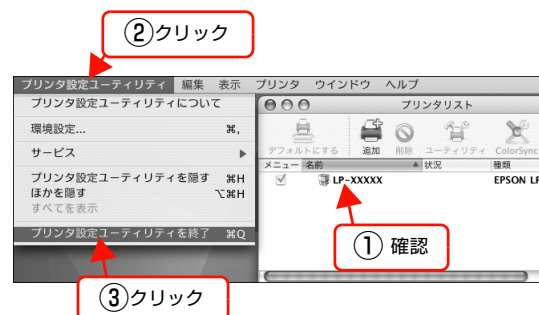 ②クリック
プリンタ設定ユーティリティ 編集 表示 プリンタ ウインドウ ヘルプ
プリンタ設定ユーティリティについて
環境設定... ⌘,
サービス ▶
プリンタ設定ユーティリティを隠す ⌘H
ほかを隠す ⌥⌘H
すべてを表示
プリンタ設定ユーティリティを終了 ⌘Q
プリンタリスト
デフォルトにする 追加 削除 ユーティリティ ColorSync
メニュー 名前 ▲ 状況 種類
LP-XXXXX EPSON LP
① 確認
③クリック